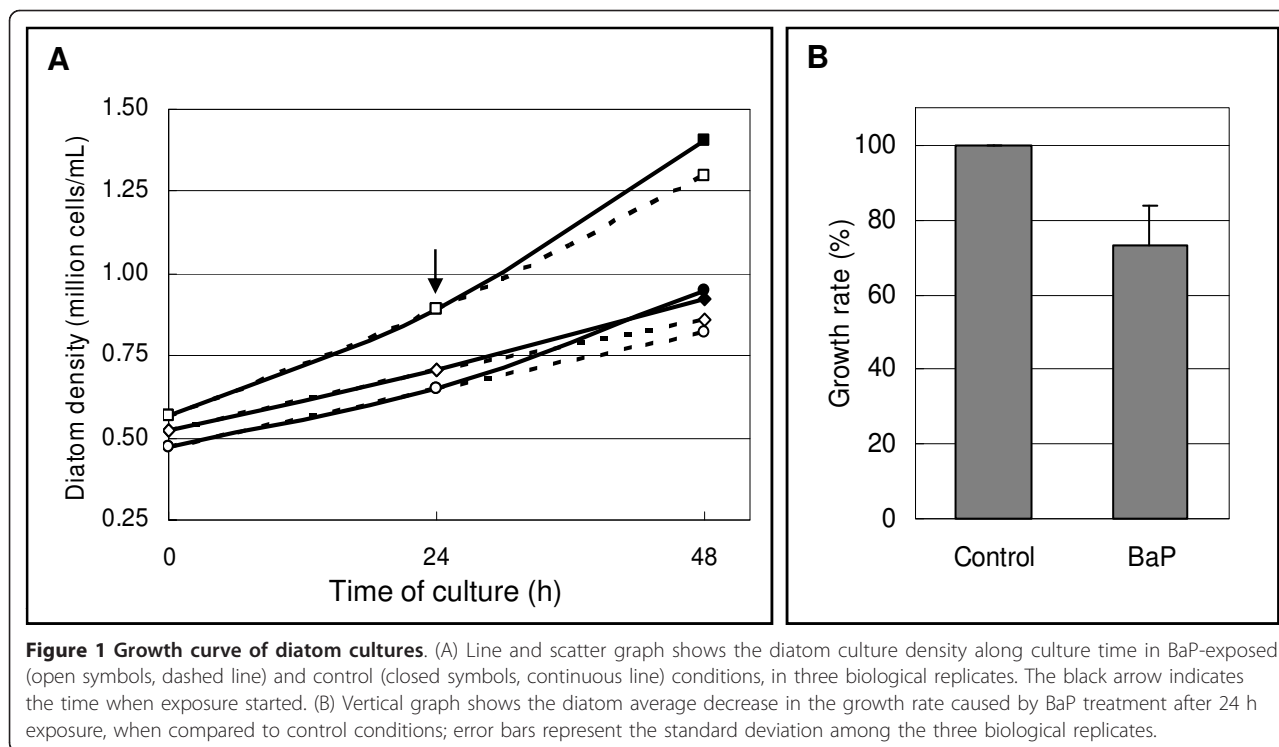 A
Diatom density (million cells/mL)
1.50
1.25
1.00
0.75
0.50
0.25
0 24 48
Time of culture (h)
B
Growth rate (%)
100
80
60
40
20
0
Control BaP
Figure 1 Growth curve of diatom cultures. (A) Line and scatter graph shows the diatom culture density along culture time in BaP-exposed
(open symbols, dashed line) and control (closed symbols, continuous line) conditions, in three biological replicates. The black arrow indicates
the time when exposure started. (B) Vertical graph shows the diatom average decrease in the growth rate caused by BaP treatment after 24 h
exposure, when compared to control conditions; error bars represent the standard deviation among the three biological replicates.